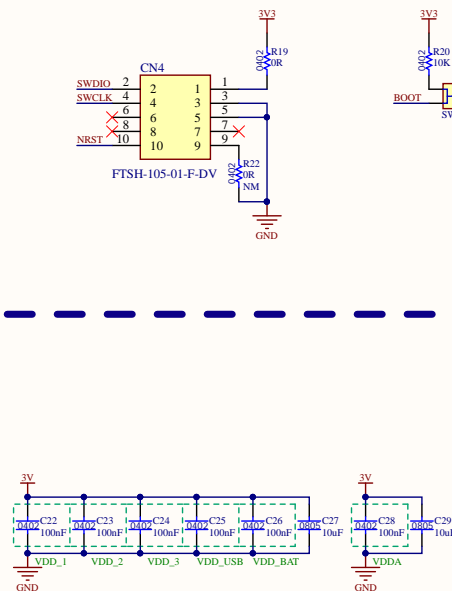 3V3
3V3
R19
0R
0402
R20
10K
0402
CN4
SWDIO 2 2 1 1
SWCLK 4 4 3 3
6 6 5 5
8 8 7 7
NRST 10 10 9 9
BOOT
FTSH-105-01-F-DV
R22
0R
NM
0402
GND
3V
3V
0402 C22 0402 C23 0402 C24 0402 C25 0402 C26 0805 C27 0402 C28 0805 C29
100nF 100nF 100nF 100nF 100nF 10uF 100nF
VDD_1 VDD_2 VDD_3 VDD_USB VDD_BAT VDDA
GND
GND